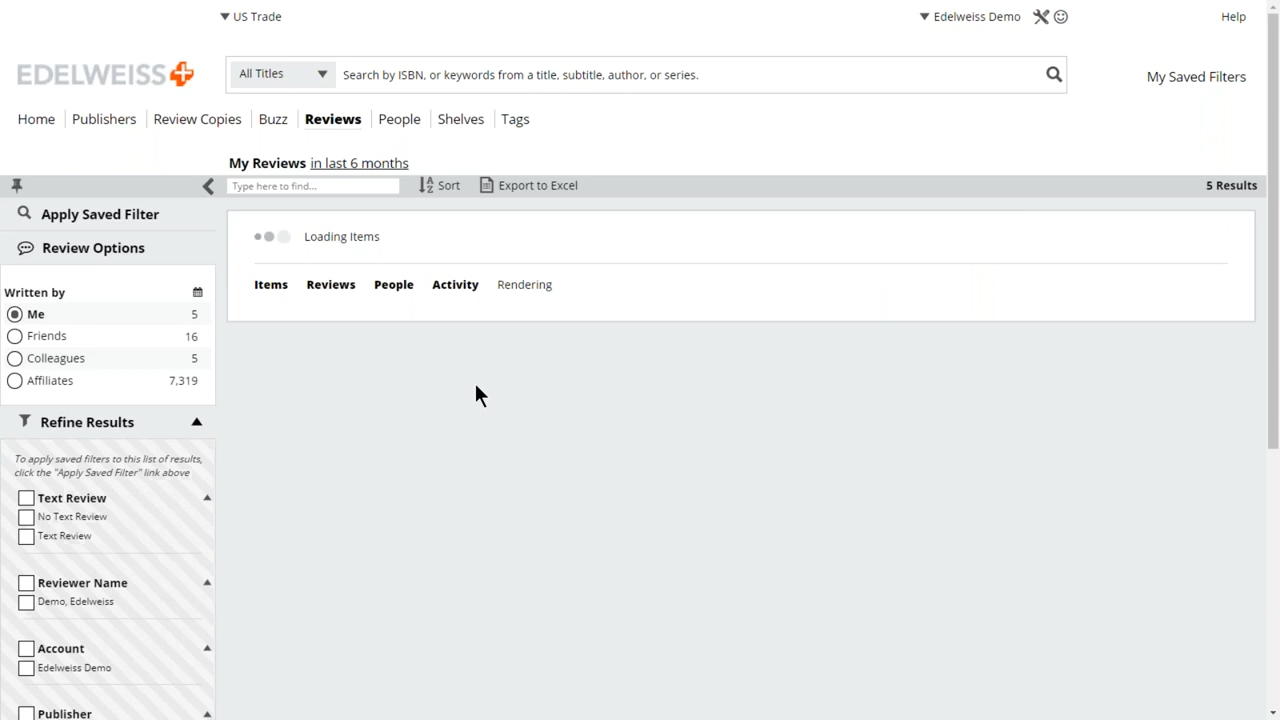 US Trade
Edelweiss Demo
Help
EDELWEISS
All Titles
Search by ISBN, or keywords from a title, subtitle, author, or series.
My Saved Filters
Home
Publishers
Review Copies
Buzz
Reviews
People
Shelves
Tags
My Reviews in last 6 months
Type here to find...
Sort
Export to Excel
5 Results
Apply Saved Filter
Review Options
Written by
Me 5
Friends 16
Colleagues 5
Affiliates 7,319
Refine Results
To apply saved filters to this list of results,
click the "Apply Saved Filter" link above
Text Review
No Text Review
Text Review
Reviewer Name
Demo, Edelweiss
Account
Edelweiss Demo
Publisher
Loading Items
Items Reviews People Activity Rendering